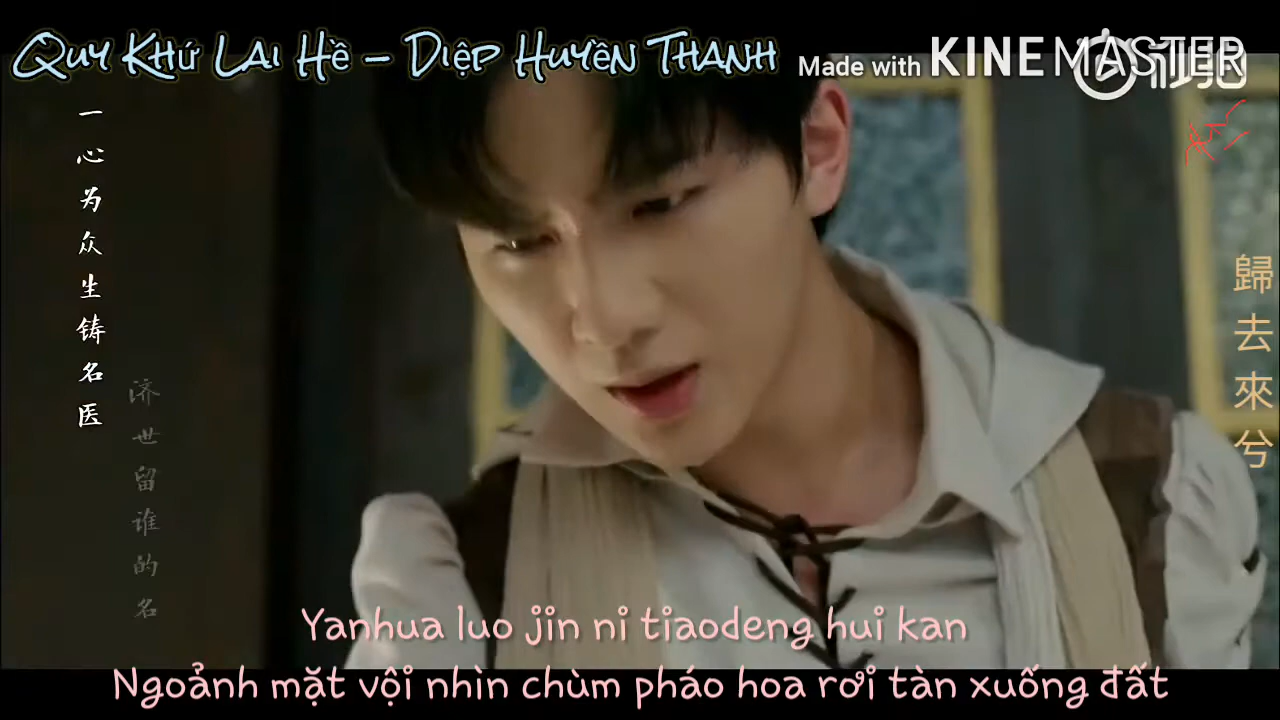 Quy Khứ Lai Hề – Diệp Huyền Thanh
Made with KINEMASTER
一心为众生铸名医
济世留谁的名
歸去來兮
Yanhua luo jin ni tiaodeng hui kan
Ngoảnh mặt vội nhìn chùm pháo hoa rơi tàn xuống đất